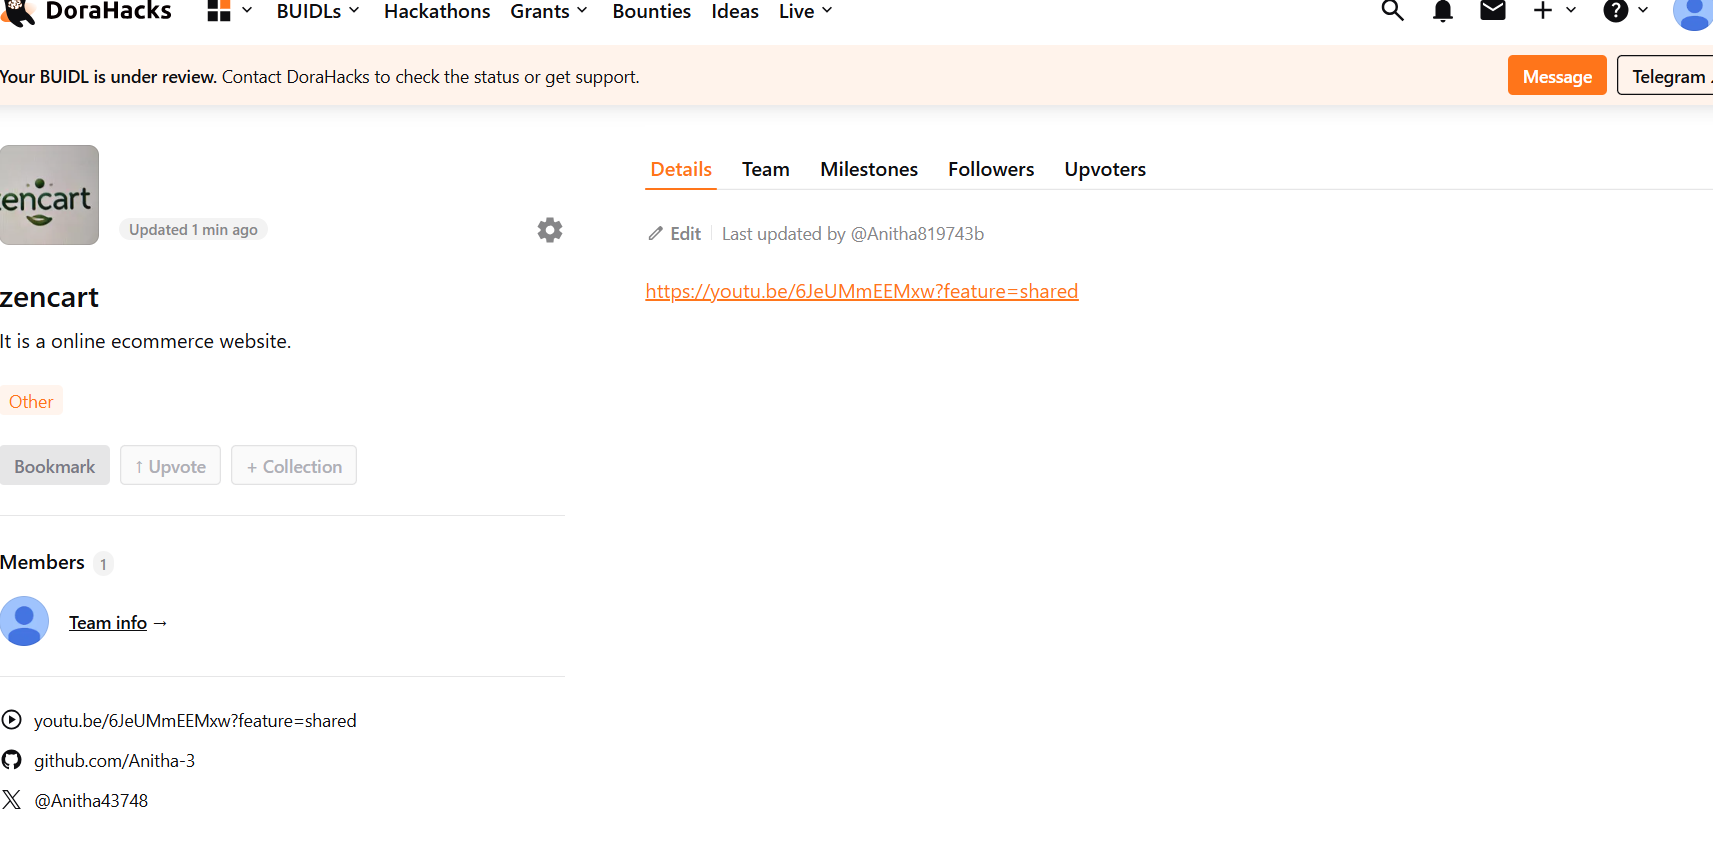 DoraHacks BUIDLs Hackathons Grants Bounties Ideas Live
Your BUIDL is under review. Contact DoraHacks to check the status or get support. Message Telegram
zencart
Updated 1 min ago
zencart
It is a online ecommerce website.
Other
Bookmark ↑ Upvote + Collection
Members 1
Team info →
youtu.be/6JeUMmEEMxw?feature=shared
github.com/Anitha-3
@Anitha43748
Details Team Milestones Followers Upvoters
Edit Last updated by @Anitha819743b
https://youtu.be/6JeUMmEEMxw?feature=shared